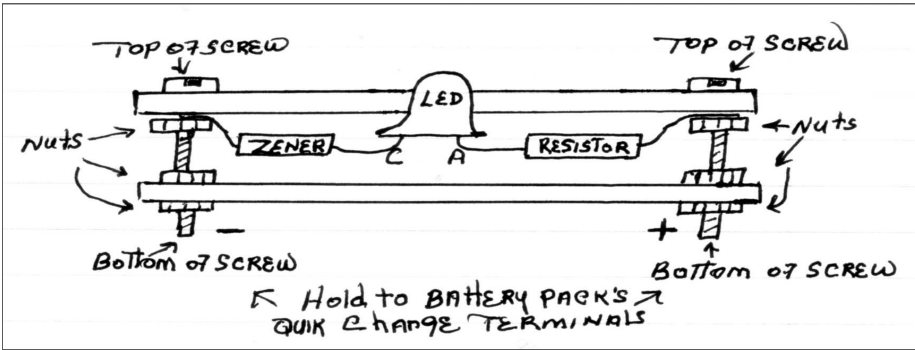 Top of SCREW
Top of SCREW
LED
Nuts
Nuts
ZENER
C
A
RESISTOR
−
+
Bottom of SCREW
Bottom of SCREW
Hold to BATTERY PACK'S
QUIK CHANGE TERMINALS